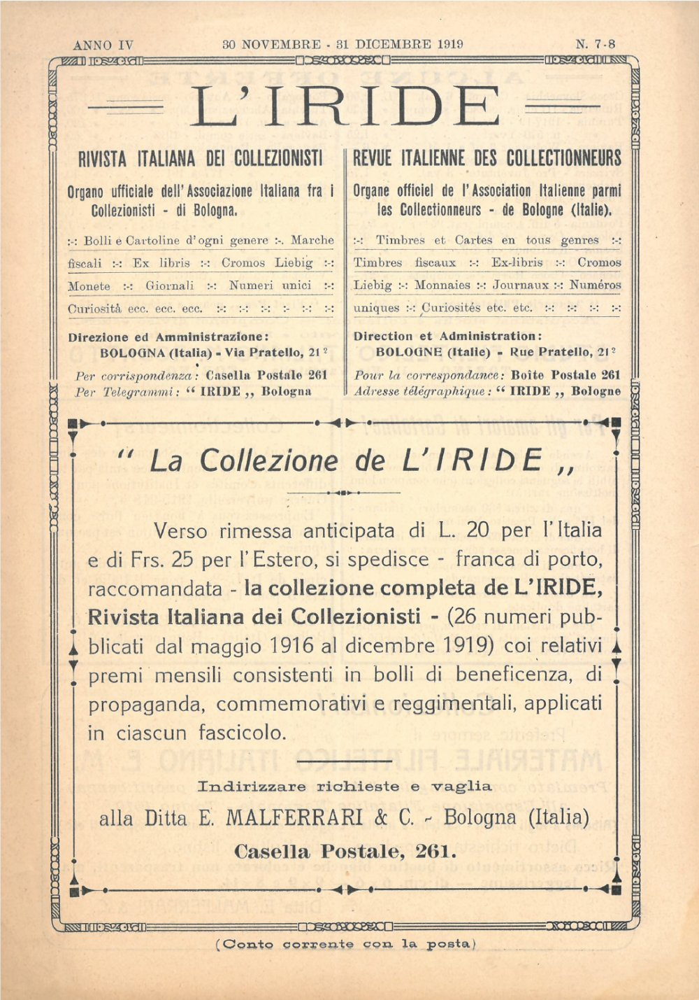 ANNO IV 30 NOVEMBRE - 31 DICEMBRE 1919 N. 7-8
L'IRIDE
RIVISTA ITALIANA DEI COLLEZIONISTI
Organo ufficiale dell'Associazione Italiana fra i
Collezionisti - di Bologna.
:-: Bolli e Cartoline d'ogni genere :-. Marche
fiscali :-: Ex libris :-: Cromos Liebig :-:
Monete :-: Giornali :-: Numeri unici :-:
Curiosità ecc. ecc. ecc. :-: :-: :-: :- :-: :-:
Direzione ed Amministrazione:
BOLOGNA (Italia) - Via Pratello, 21²
Per corrispondenza: Casella Postale 261
Per Telegrammi: “ IRIDE „ Bologna
REVUE ITALIENNE DES COLLECTIONNEURS
Organe officiel de l'Association Italienne parmi
les Collectionneurs - de Bologne (Italie).
:-: Timbres et Cartes en tous genres :-:
Timbres fiscaux :-: Ex-libris :-: Cromos
Liebig :-: Monnaies :-: Journaux :-: Numéros
uniques :-: Curiosités etc. etc. :-: :-: :-: :-:
Direction et Administration:
BOLOGNE (Italie) - Rue Pratello, 21²
Pour la correspondance: Boîte Postale 261
Adresse télégraphique: “ IRIDE „ Bologne
“ La Collezione de L'IRIDE „
Verso rimessa anticipata di L. 20 per l'Italia
e di Frs. 25 per l'Estero, si spedisce - franca di porto,
raccomandata - la collezione completa de L'IRIDE,
Rivista Italiana dei Collezionisti - (26 numeri pub-
blicati dal maggio 1916 al dicembre 1919) coi relativi
premi mensili consistenti in bolli di beneficenza, di
propaganda, commemorativi e reggimentali, applicati
in ciascun fascicolo.
Indirizzare richieste e vaglia
alla Ditta E. MALFERRARI & C. - Bologna (Italia)
Casella Postale, 261.
(Conto corrente con la posta)